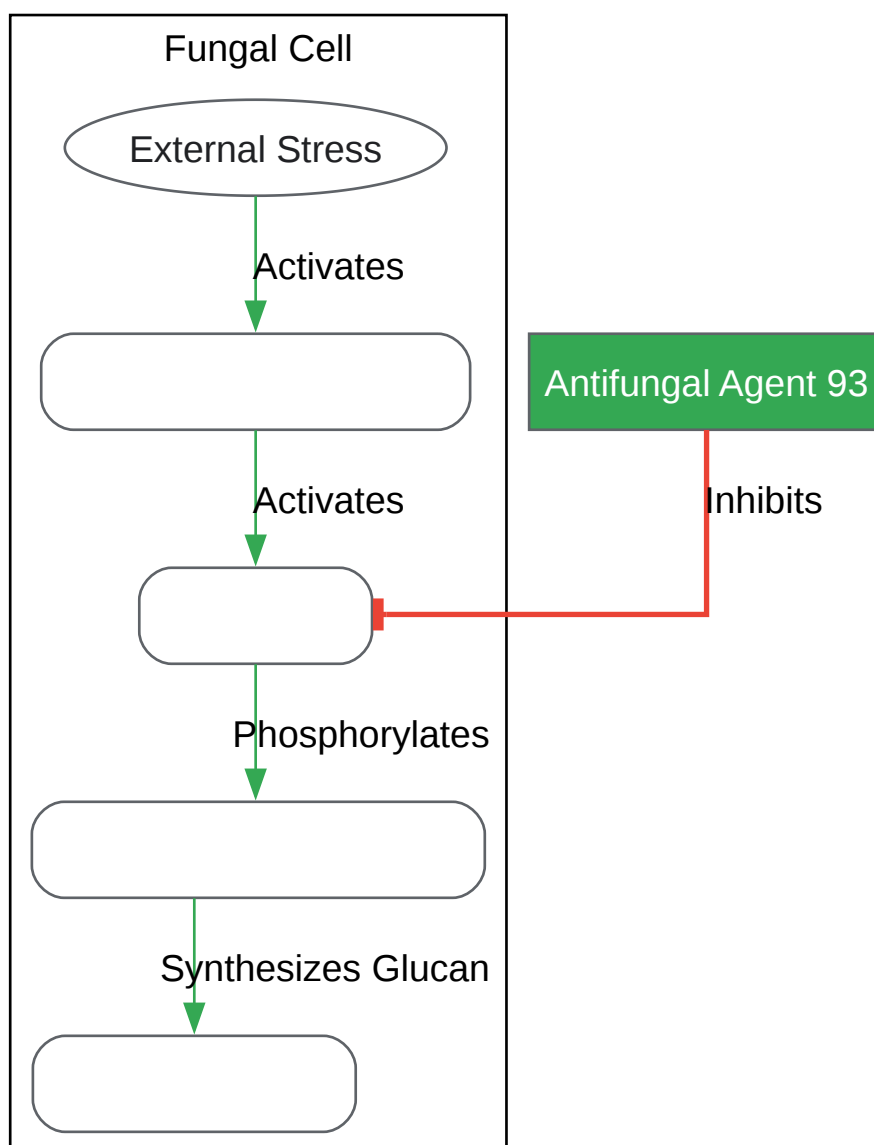 Fungal Cell
External Stress
Activates
Antifungal Agent 93
Activates
Inhibits
Phosphorylates
Synthesizes Glucan